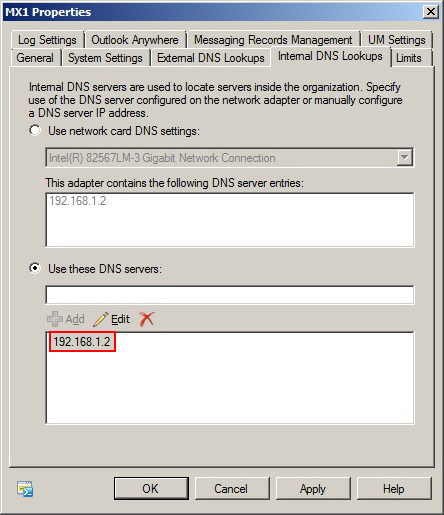 MX1 Properties
Log Settings Outlook Anywhere Messaging Records Management UM Settings
General System Settings External DNS Lookups Internal DNS Lookups Limits
Internal DNS servers are used to locate servers inside the organization. Specify
use of the DNS server configured on the network adapter or manually configure
a DNS server IP address.
Use network card DNS settings:
Intel(R) 82567LM-3 Gigabit Network Connection
This adapter contains the following DNS server entries:
192.168.1.2
Use these DNS servers:
Add Edit
192.168.1.2
OK Cancel Apply Help